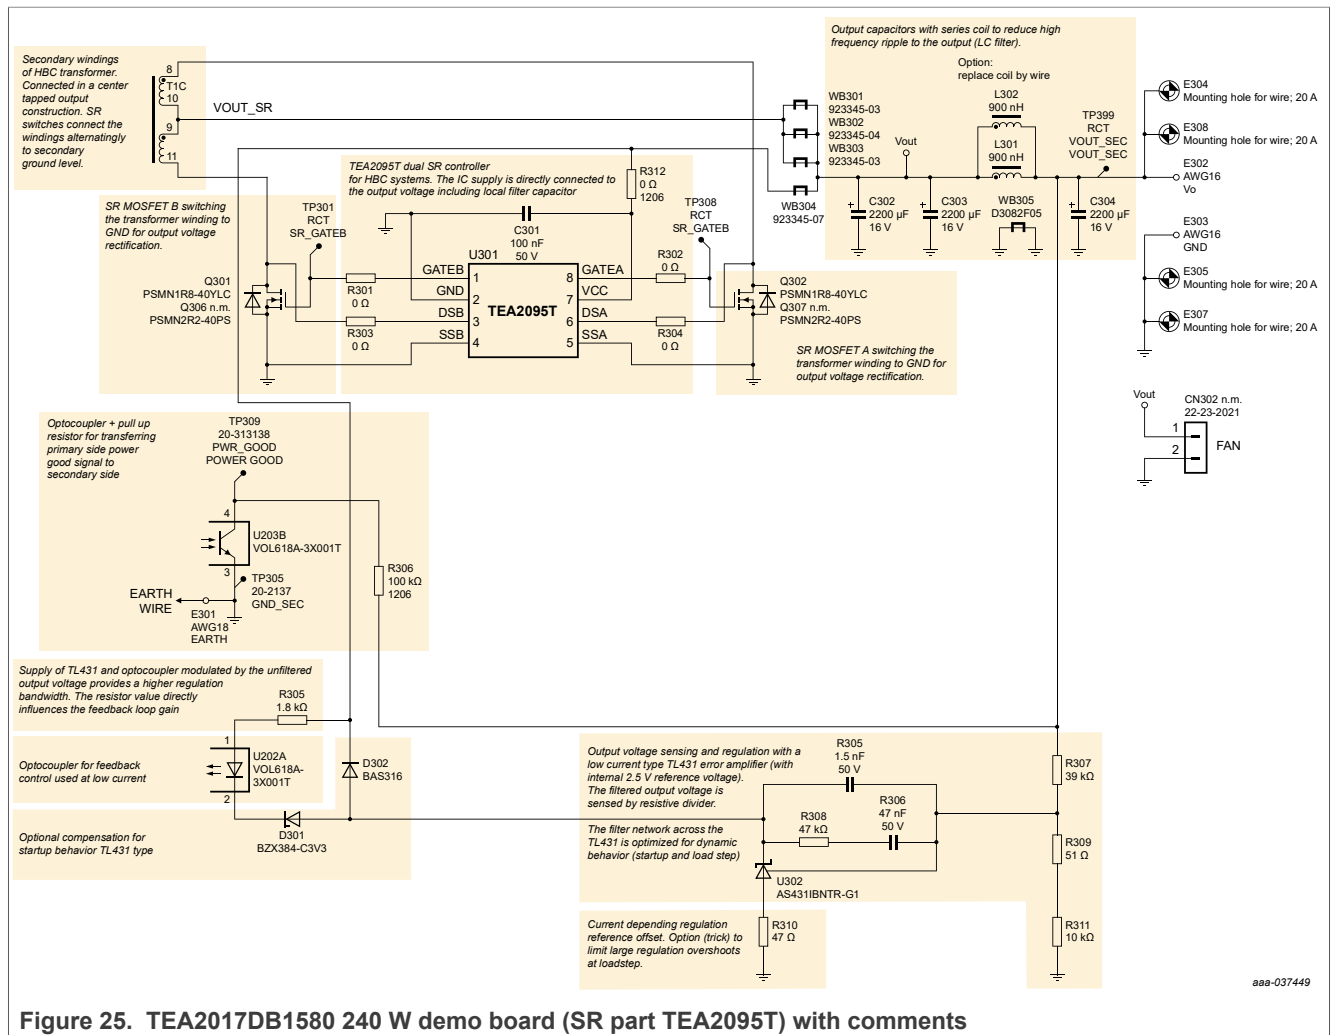 Secondary windings
of HBC transformer.
Connected in a center
tapped output
construction. SR
switches connect the
windings alternatingly
to secondary
ground level.
8
T1C
10
9
11
VOUT_SR
Output capacitors with series coil to reduce high
frequency ripple to the output (LC filter).
Option:
replace coil by wire
L302
900 nH
L301
900 nH
WB301
923345-03
WB302
923345-04
WB303
923345-03
WB304
923345-07
Vout
TP399
RCT
VOUT_SEC
VOUT_SEC
C302
2200 µF
16 V
C303
2200 µF
16 V
WB305
D3082F05
C304
2200 µF
16 V
E304
Mounting hole for wire; 20 A
E308
Mounting hole for wire; 20 A
E302
AWG16
Vo
E303
AWG16
GND
E305
Mounting hole for wire; 20 A
E307
Mounting hole for wire; 20 A
SR MOSFET B switching
the transformer winding to
GND for output voltage
rectification.
TEA2095T dual SR controller
for HBC systems. The IC supply is directly connected to
the output voltage including local filter capacitor
R312
0 Ω
1206
TP301
RCT
SR_GATEB
TP308
RCT
SR_GATEB
C301
100 nF
50 V
U301
TEA2095T
GATEB
GND
DSB
SSB
1
2
3
4
8
7
6
5
GATEA
VCC
DSA
SSA
R301
0 Ω
R303
0 Ω
R302
0 Ω
R304
0 Ω
Q301
PSMN1R8-40YLC
Q306 n.m.
PSMN2R2-40PS
Q302
PSMN1R8-40YLC
Q307 n.m.
PSMN2R2-40PS
SR MOSFET A switching the
transformer winding to GND for
output voltage rectification.
Vout
CN302 n.m.
22-23-2021
1
2
FAN
Optocoupler + pull up
resistor for transferring
primary side power
good signal to
secondary side
TP309
20-313138
PWR_GOOD
POWER GOOD
4
U203B
VOL618A-3X001T
3
TP305
20-2137
GND_SEC
EARTH
WIRE
E301
AWG18
EARTH
R306
100 kΩ
1206
Supply of TL431 and optocoupler modulated by the unfiltered
output voltage provides a higher regulation
bandwidth. The resistor value directly
influences the feedback loop gain
R305
1.8 kΩ
Optocoupler for feedback
control used at low current
1
U202A
VOL618A-
3X001T
2
D302
BAS316
D301
BZX384-C3V3
Optional compensation for
startup behavior TL431 type
Output voltage sensing and regulation with a
low current type TL431 error amplifier (with
internal 2.5 V reference voltage).
The filtered output voltage is
sensed by resistive divider.
The filter network across the
TL431 is optimized for dynamic
behavior (startup and load step)
R305
1.5 nF
50 V
R306
47 nF
50 V
R308
47 kΩ
U302
AS431IBNTR-G1
R307
39 kΩ
R309
51 Ω
R311
10 kΩ
Current depending regulation
reference offset. Option (trick) to
limit large regulation overshoots
at loadstep.
R310
47 Ω
aaa-037449
Figure 25. TEA2017DB1580 240 W demo board (SR part TEA2095T) with comments